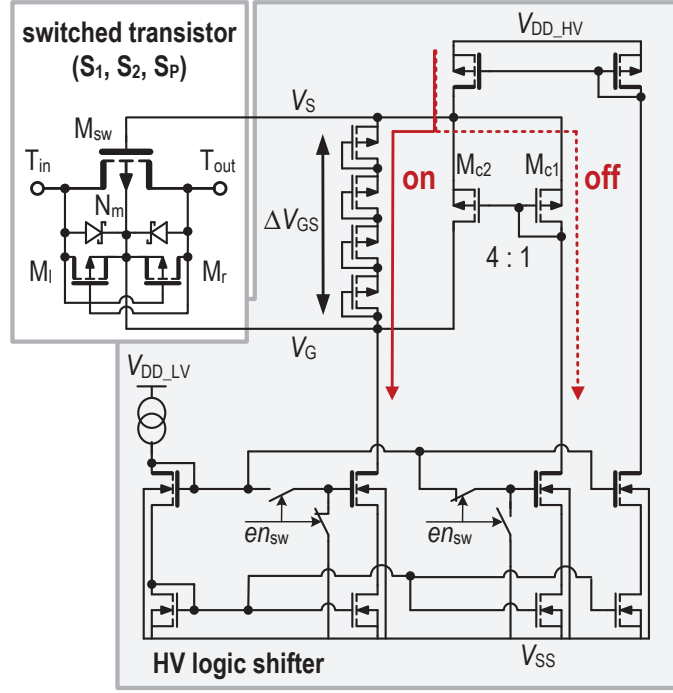 switched transistor
(S1, S2, SP)
VDD_HV
VS
Msw
Tin
Tout
Nm
Ml
Mr
ΔVGS
on
off
Mc2
Mc1
4 : 1
VG
VDD_LV
ensw
ensw
VSS
HV logic shifter